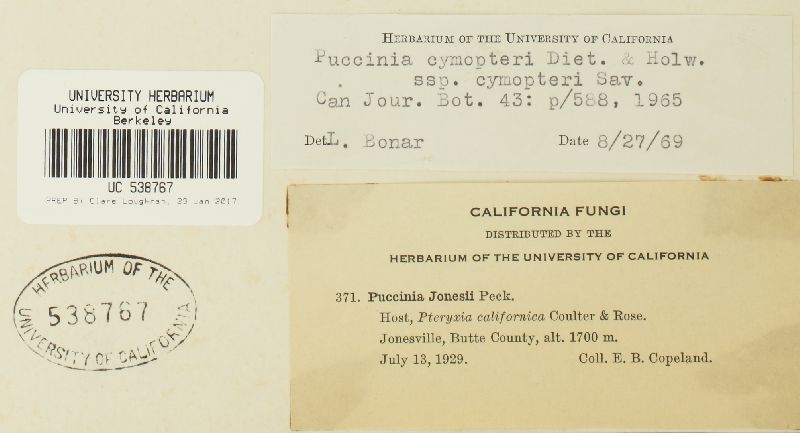 HERBARIUM OF THE UNIVERSITY OF CALIFORNIA
Puccinia cymopteri Diet. & Holw.
ssp. cymopteri Sav.
Can Jour. Bot. 43: p/588, 1965
Det. L. Bonar Date 8/27/69
UNIVERSITY HERBARIUM
University of California
Berkeley
UC 538767
PREP By Clare Loughran, 23 Jan 2017
HERBARIUM OF THE
538767
UNIVERSITY OF CALIFORNIA
CALIFORNIA FUNGI
DISTRIBUTED BY THE
HERBARIUM OF THE UNIVERSITY OF CALIFORNIA
371. Puccinia Jonesii Peck.
Host, Pteryxia californica Coulter & Rose.
Jonesville, Butte County, alt. 1700 m.
July 13, 1929. Coll. E. B. Copeland.